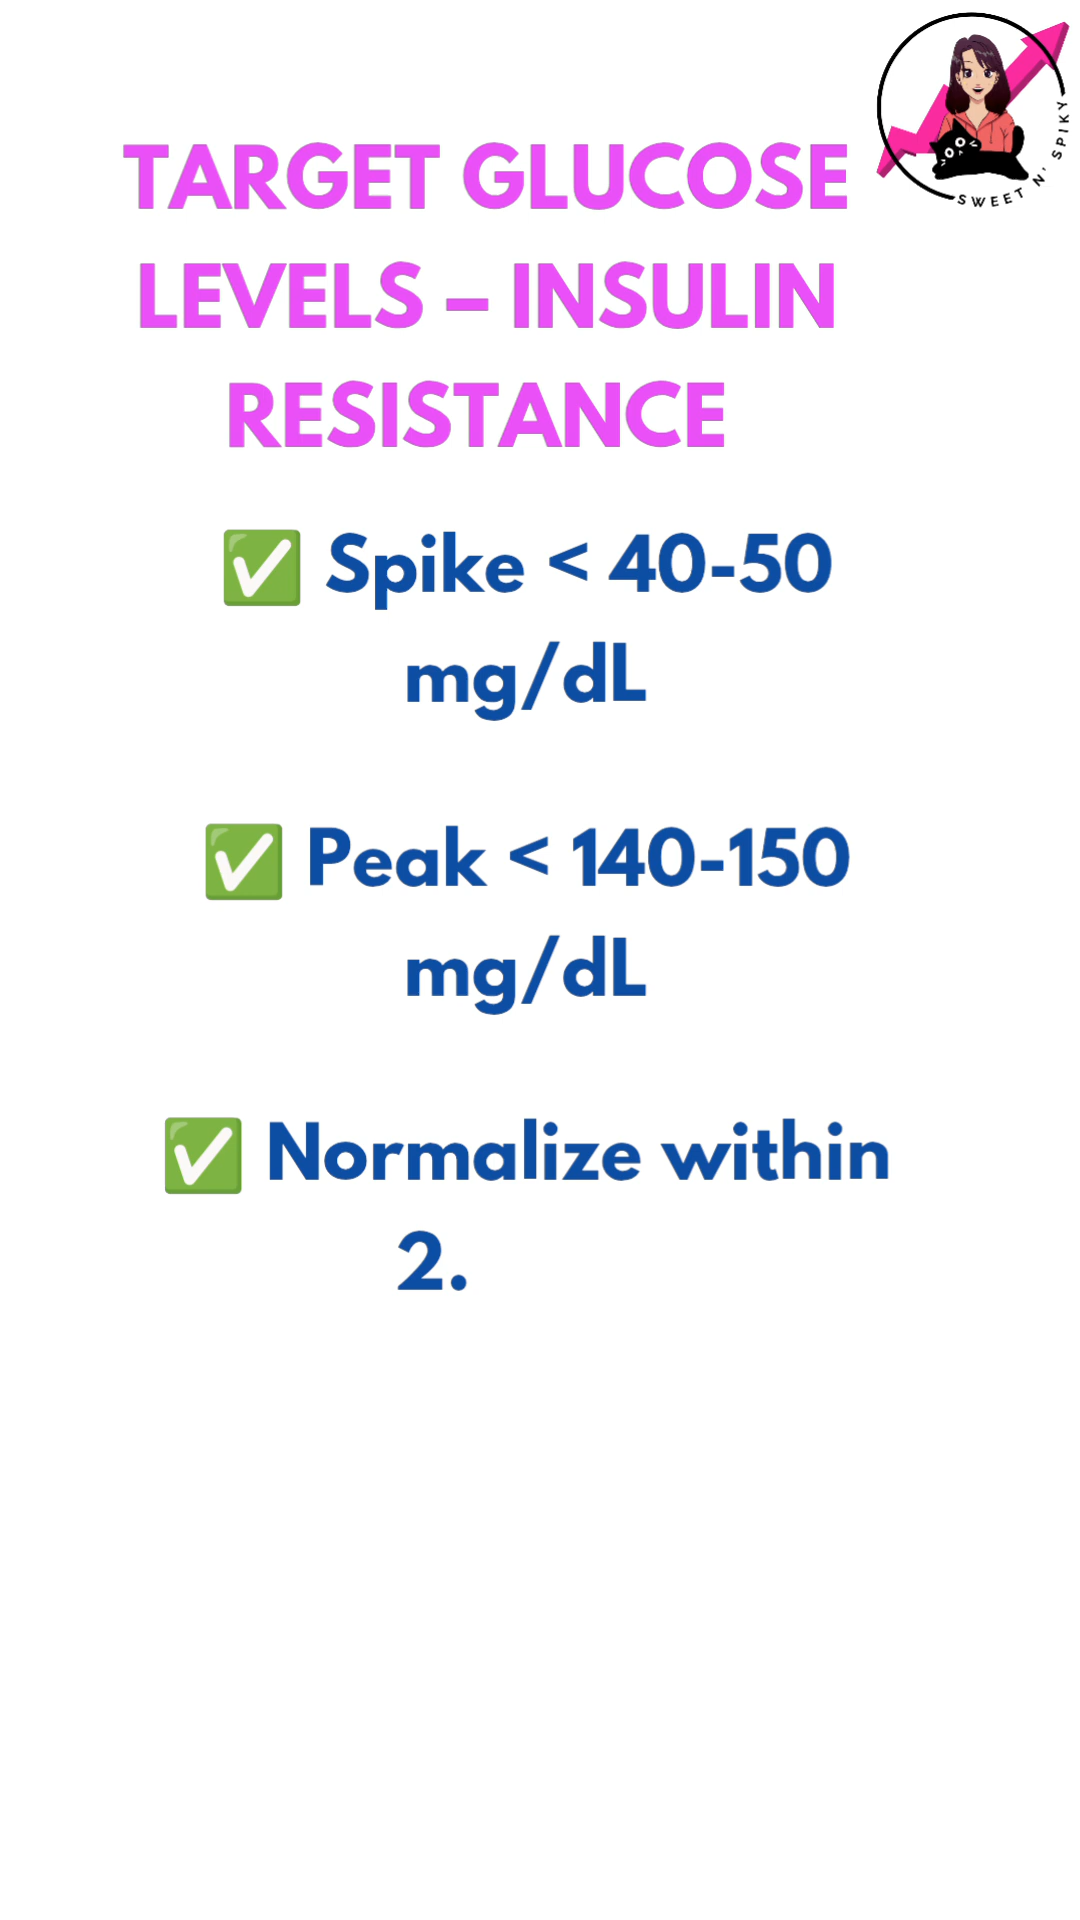 TARGET GLUCOSE
LEVELS – INSULIN
RESISTANCE
✅ Spike < 40-50
mg/dL
✅ Peak < 140-150
mg/dL
✅ Normalize within
2.
SWEET N' SPIKY